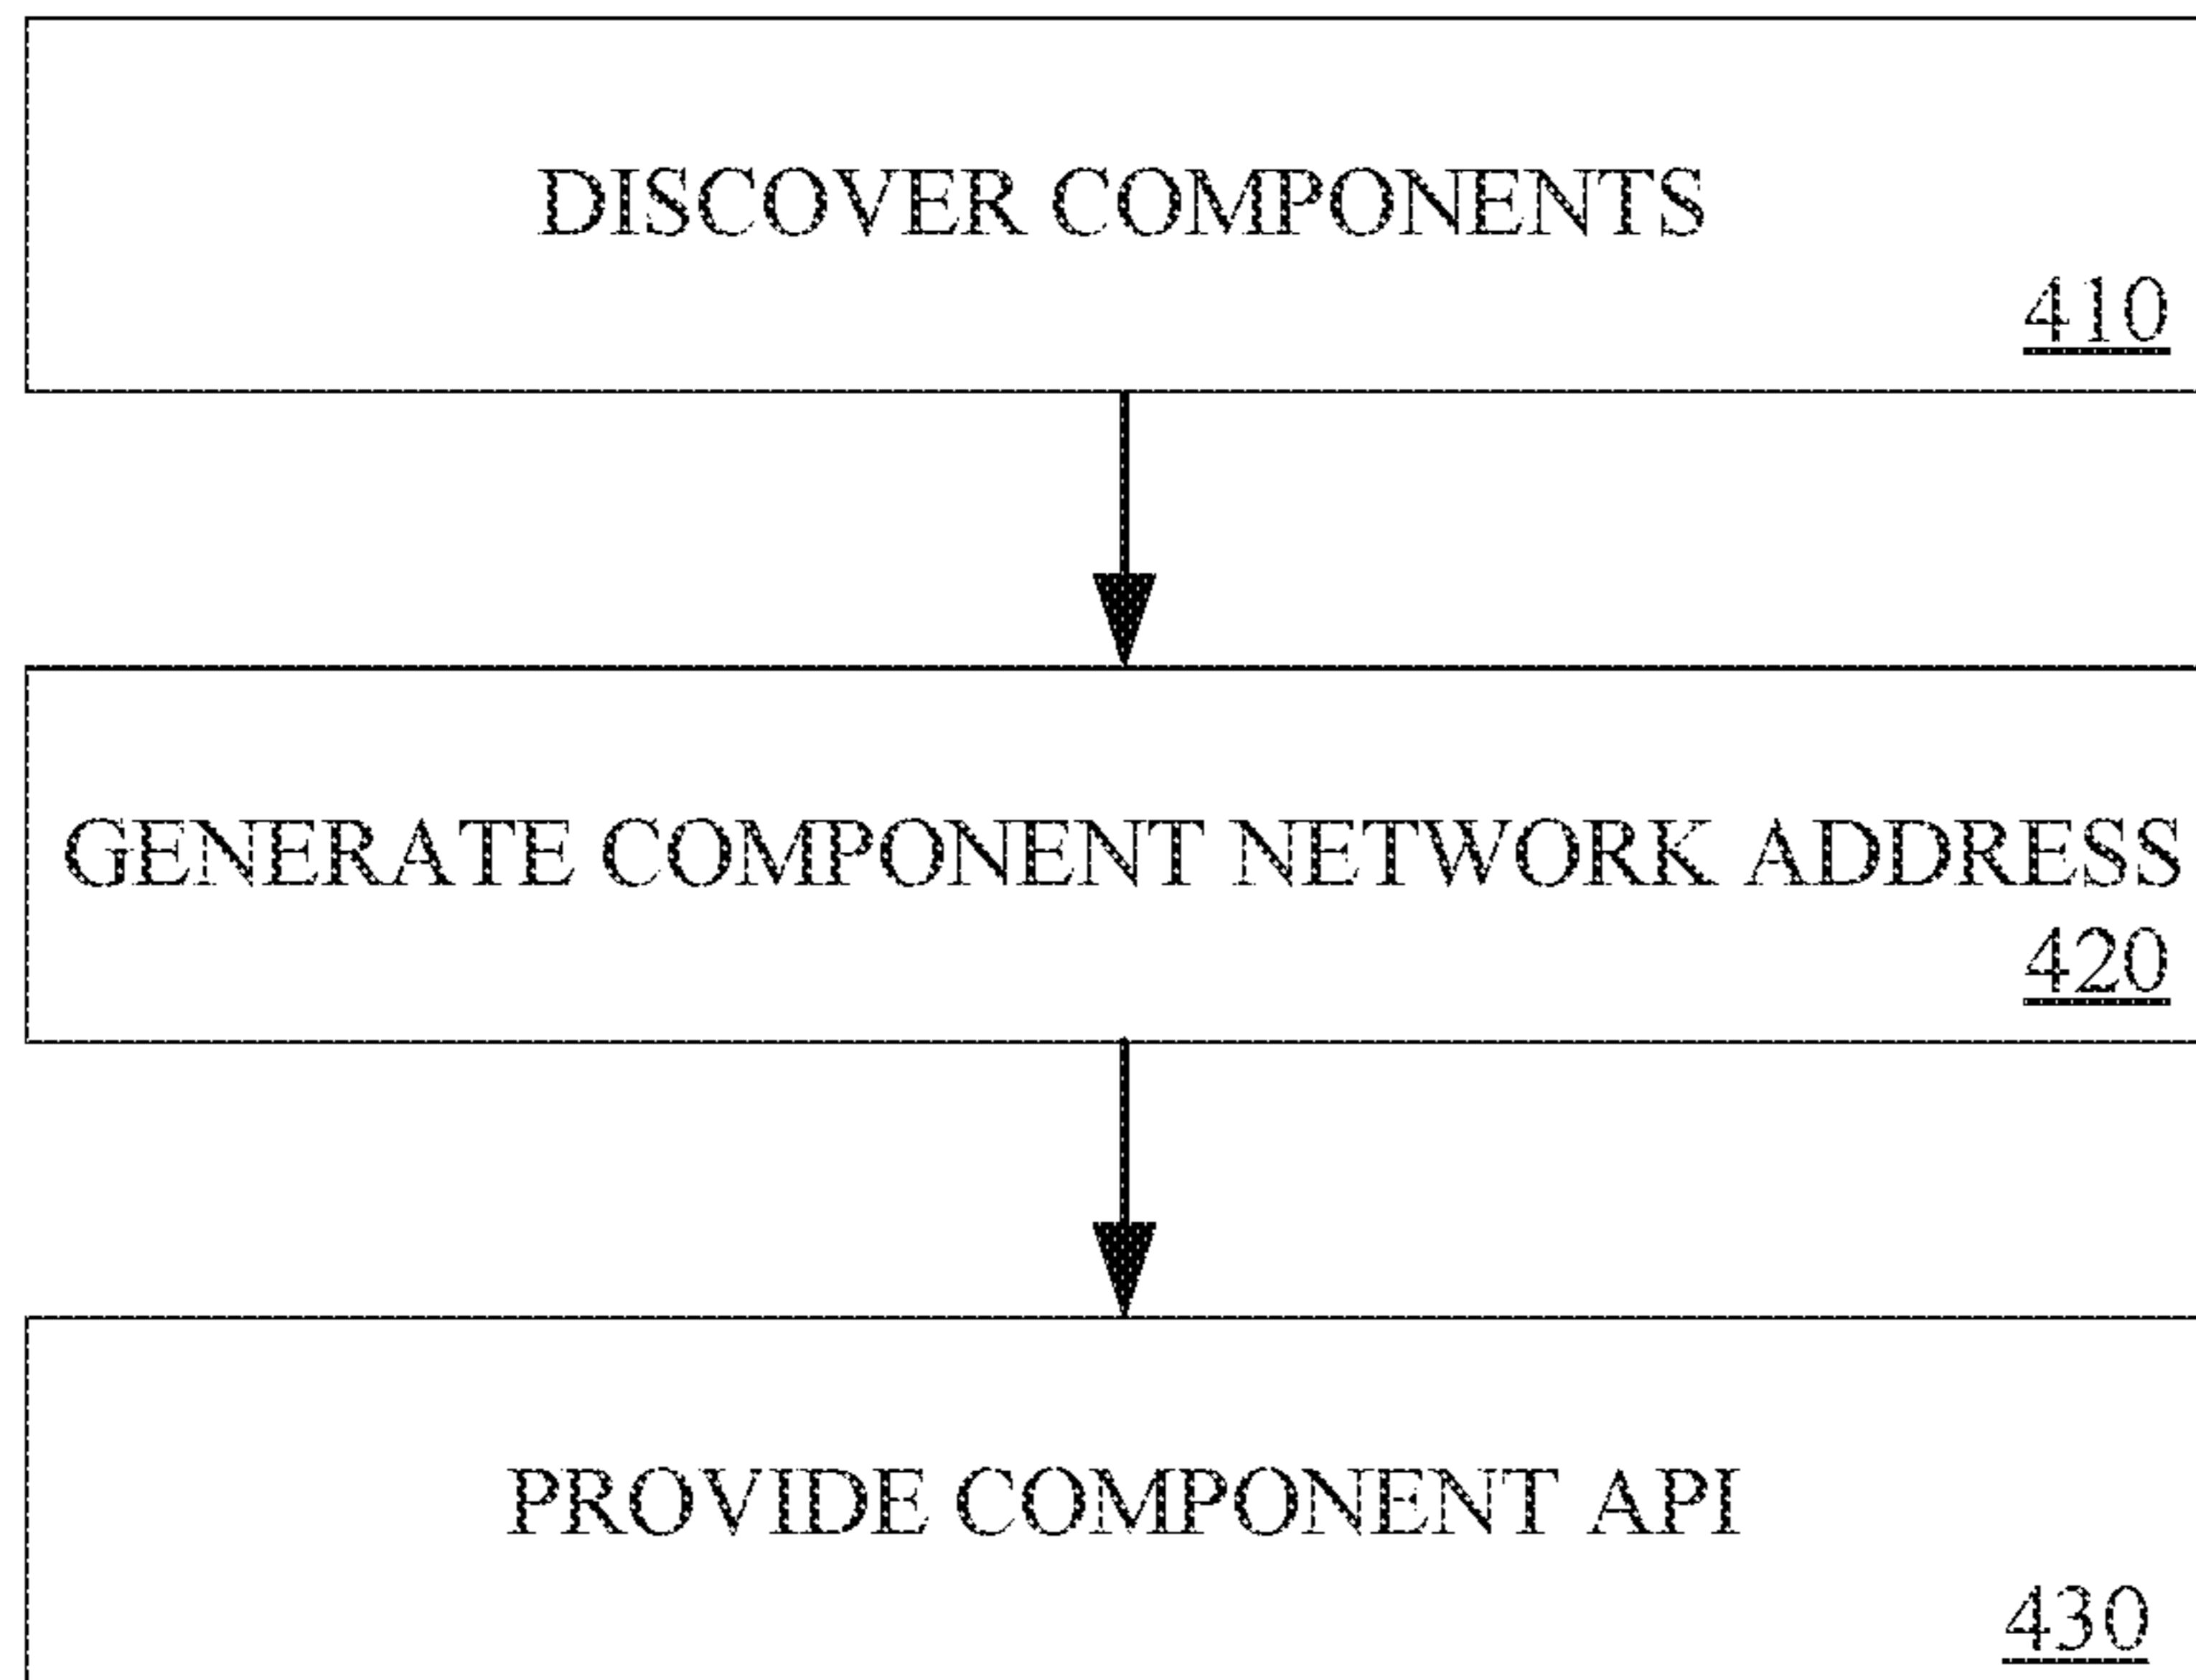 DISCOVER COMPONENTS
410
GENERATE COMPONENT NETWORK ADDRESS
420
PROVIDE COMPONENT API
430